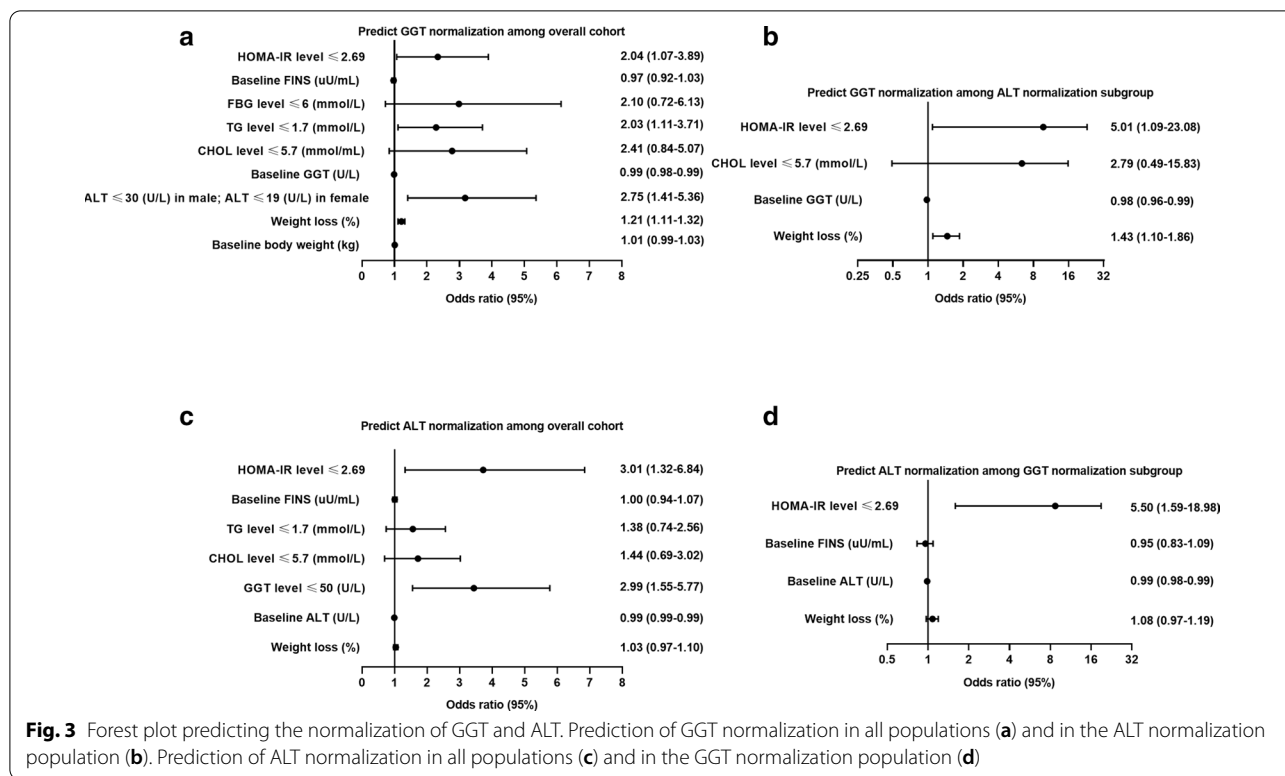 a
Predict GGT normalization among overall cohort
HOMA-IR level ≤2.69 2.04 (1.07-3.89)
Baseline FINS (uU/mL) 0.97 (0.92-1.03)
FBG level ≤6 (mmol/L) 2.10 (0.72-6.13)
TG level ≤1.7 (mmol/L) 2.03 (1.11-3.71)
CHOL level ≤5.7 (mmol/mL) 2.41 (0.84-5.07)
Baseline GGT (U/L) 0.99 (0.98-0.99)
ALT ≤30 (U/L) in male; ALT ≤19 (U/L) in female 2.75 (1.41-5.36)
Weight loss (%) 1.21 (1.11-1.32)
Baseline body weight (kg) 1.01 (0.99-1.03)
0 1 2 3 4 5 6 7 8
Odds ratio (95%)
b
Predict GGT normalization among ALT normalization subgroup
HOMA-IR level ≤2.69 5.01 (1.09-23.08)
CHOL level ≤5.7 (mmol/L) 2.79 (0.49-15.83)
Baseline GGT (U/L) 0.98 (0.96-0.99)
Weight loss (%) 1.43 (1.10-1.86)
0.25 0.5 1 2 4 8 16 32
Odds ratio (95%)
c
Predict ALT normalization among overall cohort
HOMA-IR level ≤2.69 3.01 (1.32-6.84)
Baseline FINS (uU/mL) 1.00 (0.94-1.07)
TG level ≤1.7 (mmol/L) 1.38 (0.74-2.56)
CHOL level ≤5.7 (mmol/L) 1.44 (0.69-3.02)
GGT level ≤50 (U/L) 2.99 (1.55-5.77)
Baseline ALT (U/L) 0.99 (0.99-0.99)
Weight loss (%) 1.03 (0.97-1.10)
0 1 2 3 4 5 6 7 8
Odds ratio (95%)
d
Predict ALT normalization among GGT normalization subgroup
HOMA-IR level ≤2.69 5.50 (1.59-18.98)
Baseline FINS (uU/mL) 0.95 (0.83-1.09)
Baseline ALT (U/L) 0.99 (0.98-0.99)
Weight loss (%) 1.08 (0.97-1.19)
0.5 1 2 4 8 16 32
Odds ratio (95%)
Fig. 3 Forest plot predicting the normalization of GGT and ALT. Prediction of GGT normalization in all populations (a) and in the ALT normalization
population (b). Prediction of ALT normalization in all populations (c) and in the GGT normalization population (d)